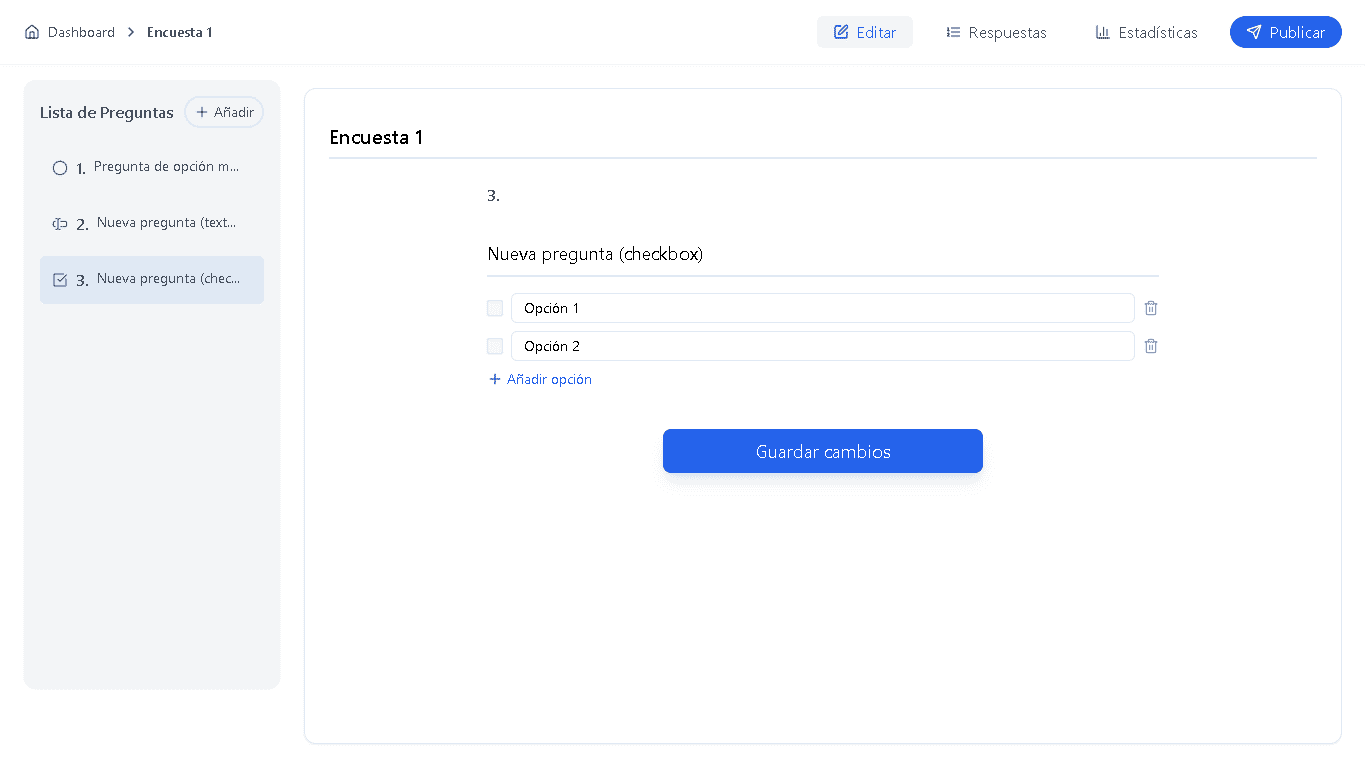 Dashboard > Encuesta 1
Editar
Respuestas
Estadísticas
Publicar
Lista de Preguntas
+ Añadir
1. Pregunta de opción m...
2. Nueva pregunta (text...
3. Nueva pregunta (chec...
Encuesta 1
3.
Nueva pregunta (checkbox)
Opción 1
Opción 2
+ Añadir opción
Guardar cambios